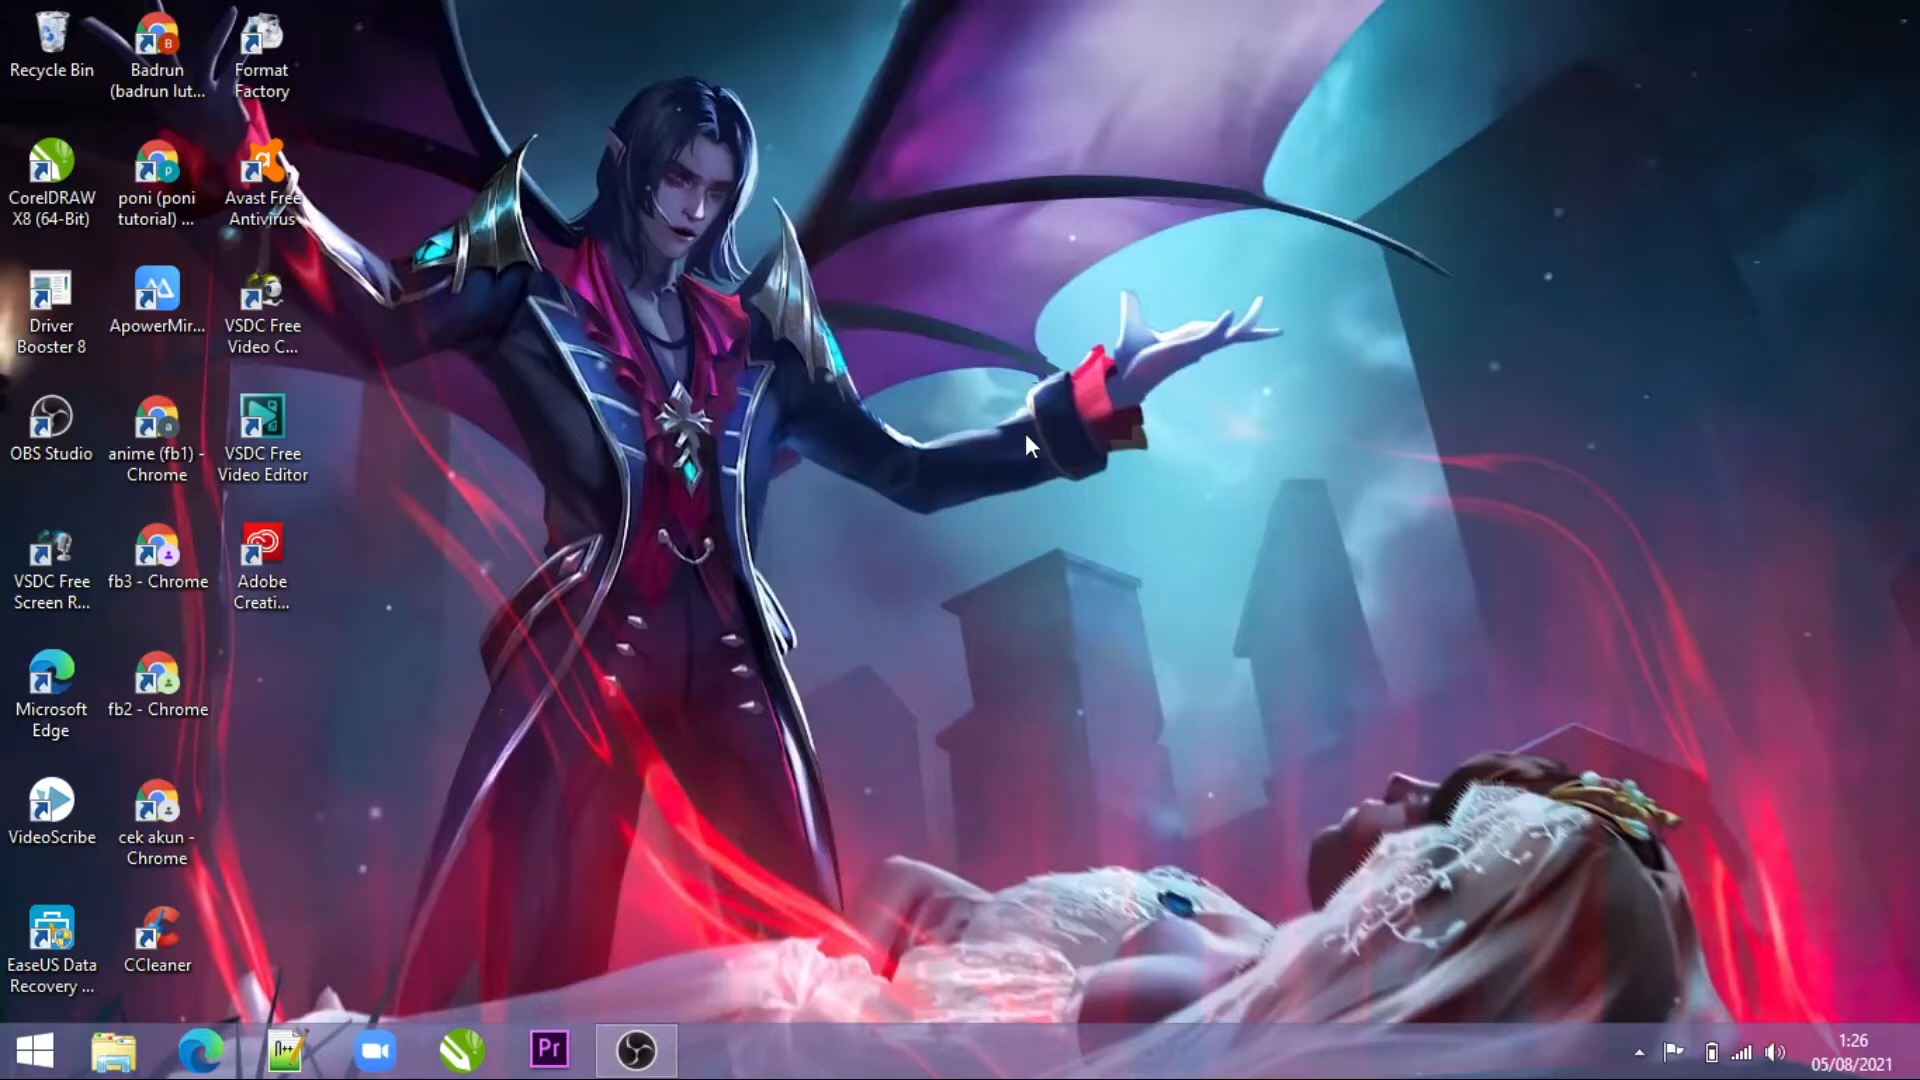 Recycle Bin
Badrun
(badrun lut...
Format
Factory
CorelDRAW
X8 (64-Bit)
poni (poni
tutorial) ...
Avast Free
Antivirus
Driver
Booster 8
ApowerMir...
VSDC Free
Video C...
OBS Studio
anime (fb1) -
Chrome
VSDC Free
Video Editor
VSDC Free
Screen R...
fb3 - Chrome
Adobe
Creati...
Microsoft
Edge
fb2 - Chrome
VideoScribe
cek akun -
Chrome
EaseUS Data
Recovery ...
CCleaner
B
P
a
a
n++
Pr
1:26
05/08/2021